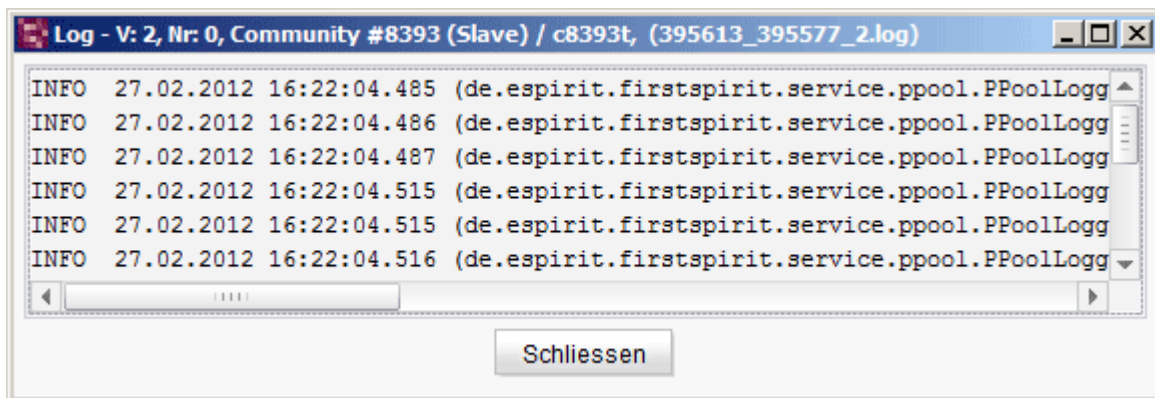 Log - V: 2, Nr: 0, Community #8393 (Slave) / c8393t, (395613_395577_2.log)
INFO 27.02.2012 16:22:04.485 (de.espirit.firstspirit.service.ppool.PPoolLogg
INFO 27.02.2012 16:22:04.486 (de.espirit.firstspirit.service.ppool.PPoolLogg
INFO 27.02.2012 16:22:04.487 (de.espirit.firstspirit.service.ppool.PPoolLogg
INFO 27.02.2012 16:22:04.515 (de.espirit.firstspirit.service.ppool.PPoolLogg
INFO 27.02.2012 16:22:04.515 (de.espirit.firstspirit.service.ppool.PPoolLogg
INFO 27.02.2012 16:22:04.516 (de.espirit.firstspirit.service.ppool.PPoolLogg
Schliessen